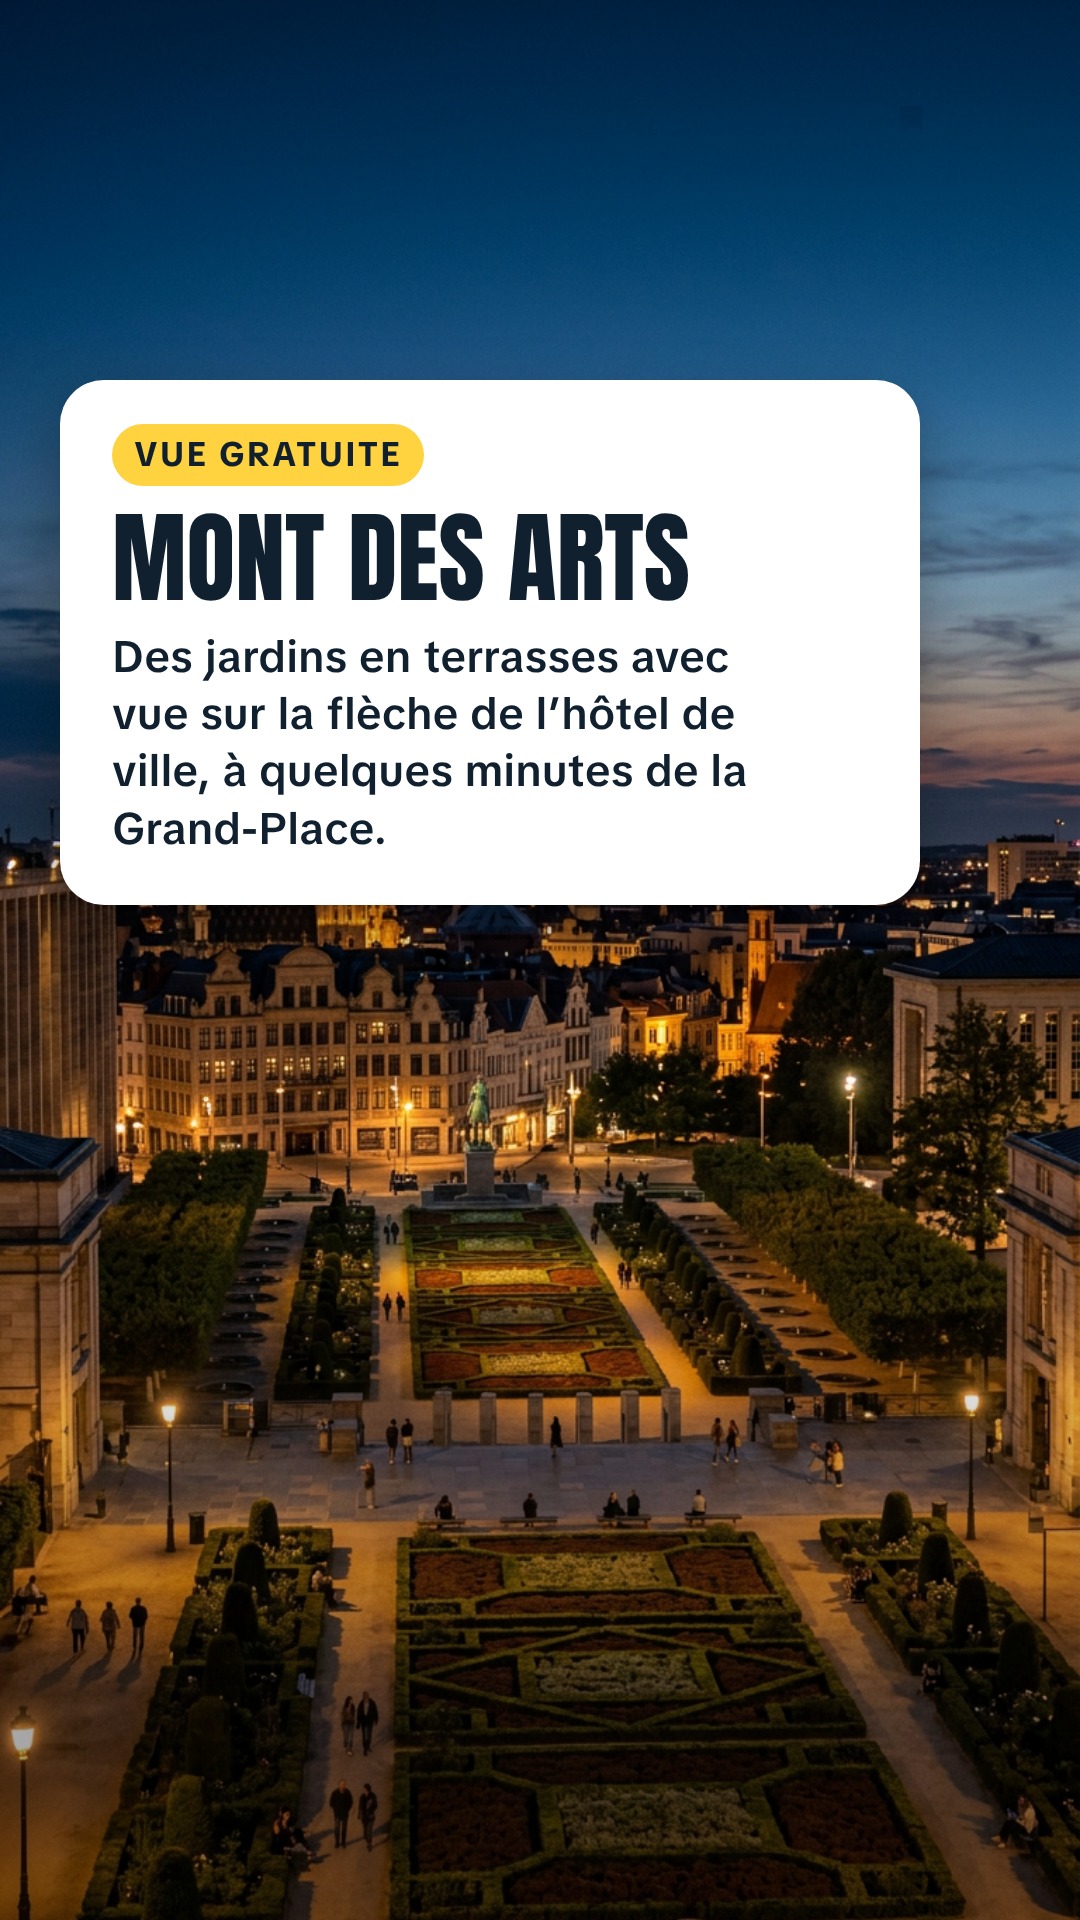 VUE GRATUITE
MONT DES ARTS
Des jardins en terrasses avec
vue sur la flèche de l’hôtel de
ville, à quelques minutes de la
Grand-Place.